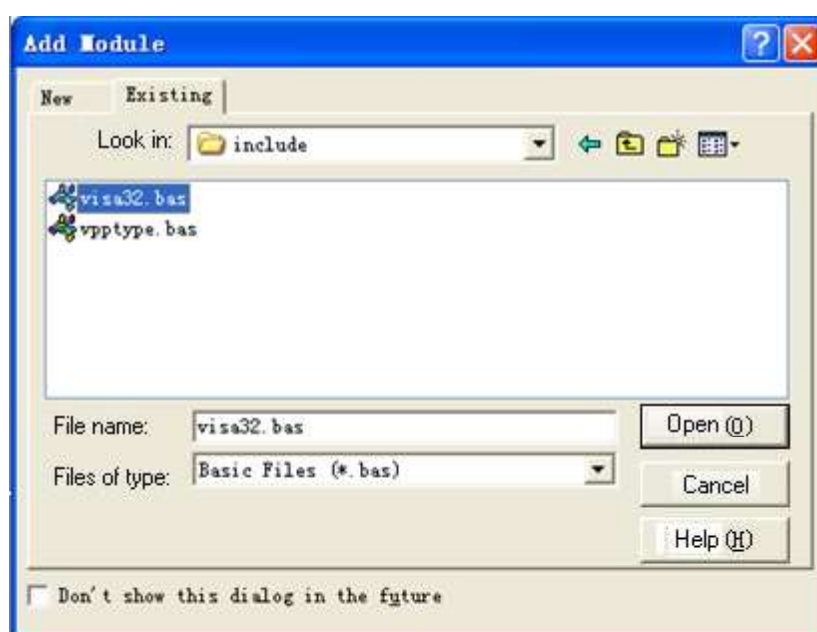 Add Module
New Existing
Look in: include
visa32.bas
vpptype.bas
File name: visa32.bas Open (O)
Files of type: Basic Files (*.bas)
Cancel
Help (H)
Don't show this dialog in the future